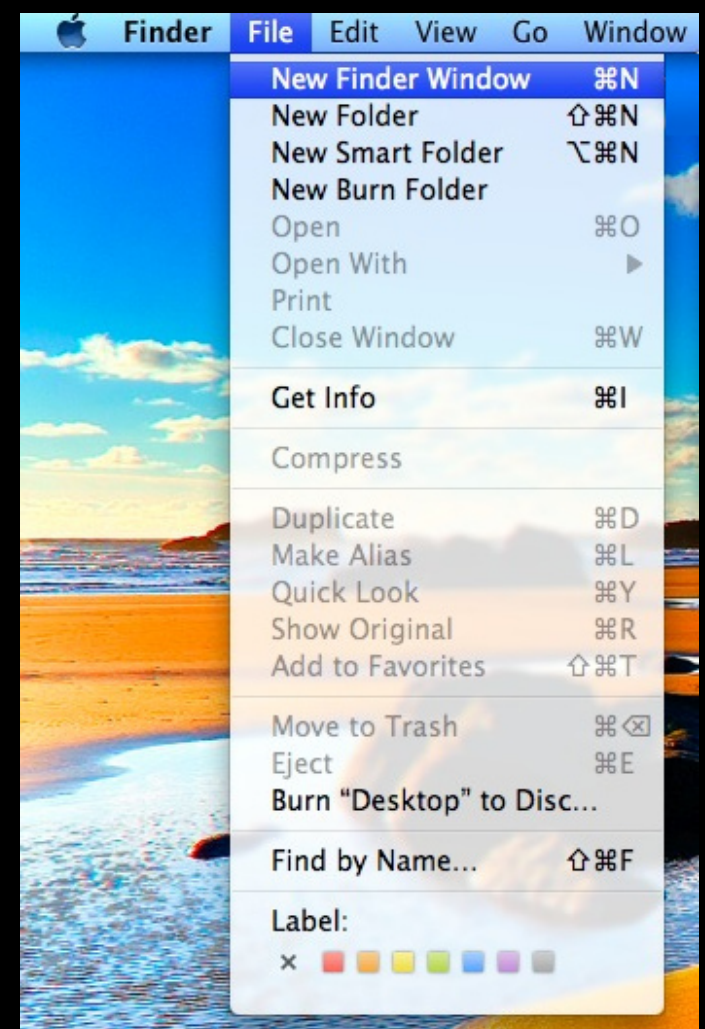 Finder File Edit View Go Window
New Finder Window ⌘N
New Folder ⇧⌘N
New Smart Folder ⌥⌘N
New Burn Folder
Open ⌘O
Open With ▶
Print
Close Window ⌘W
Get Info ⌘I
Compress
Duplicate ⌘D
Make Alias ⌘L
Quick Look ⌘Y
Show Original ⌘R
Add to Favorites ⇧⌘T
Move to Trash ⌘⌫
Eject ⌘E
Burn “Desktop” to Disc…
Find by Name… ⇧⌘F
Label:
×